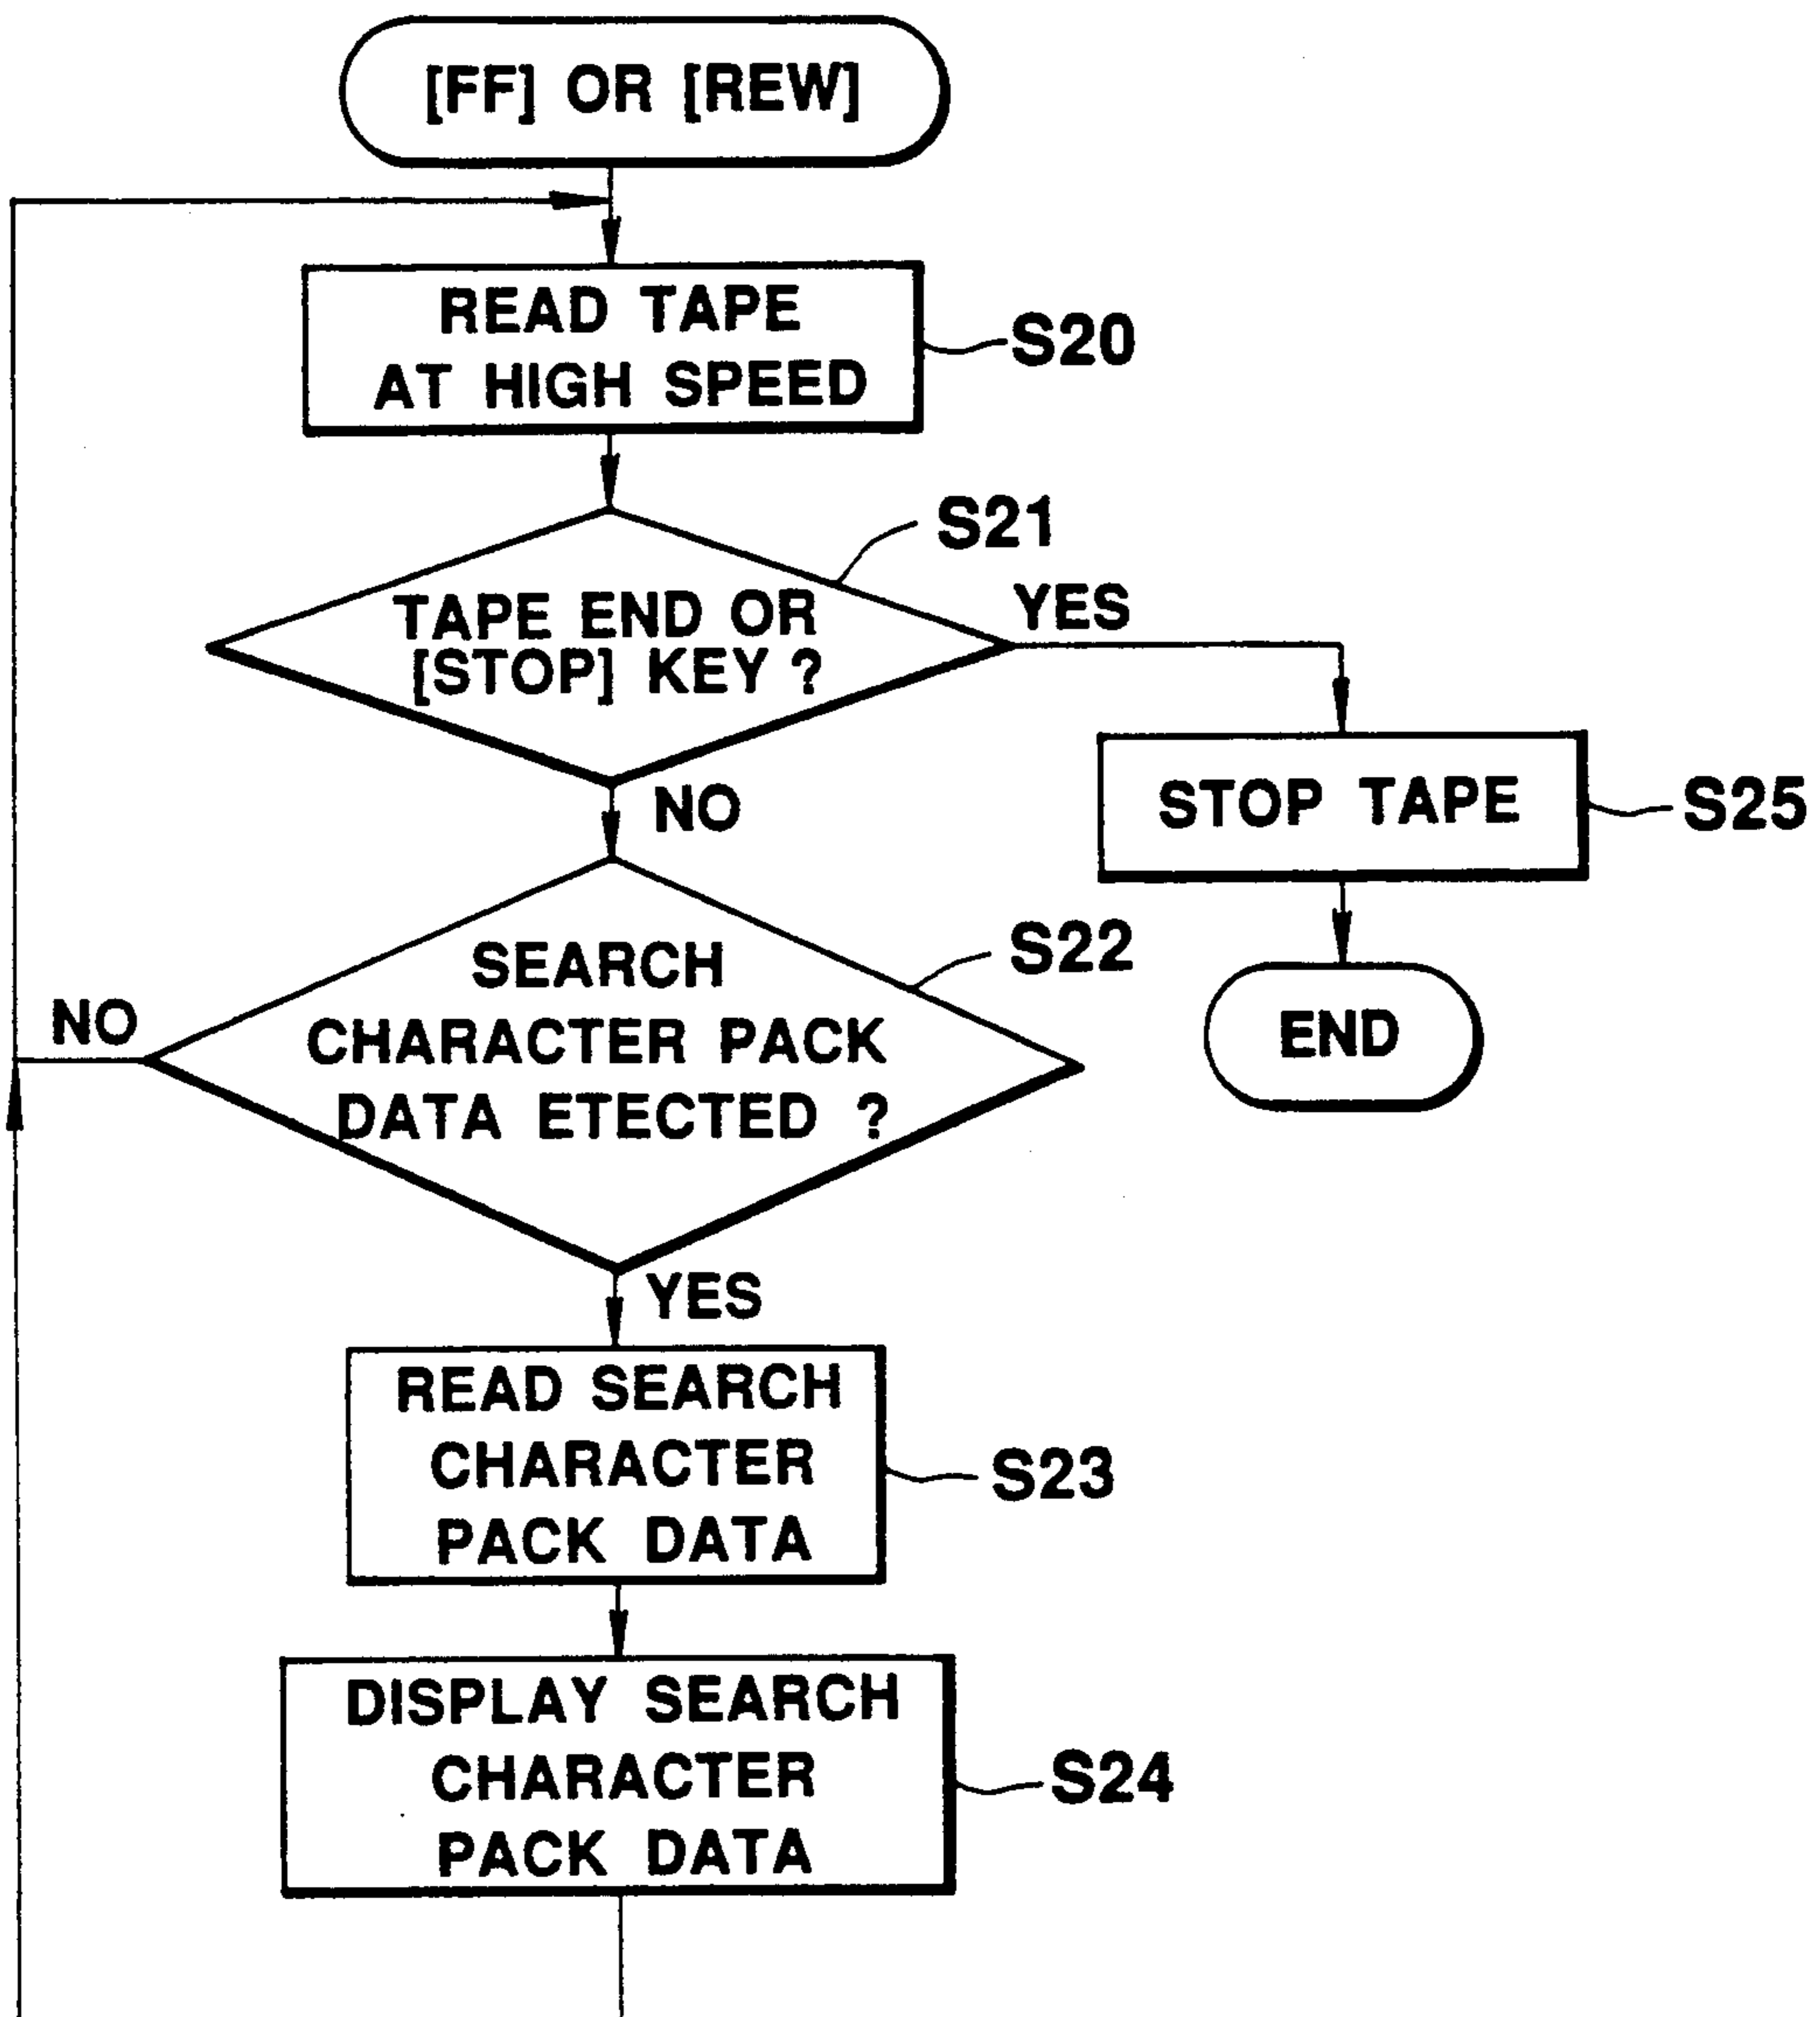 [FF] OR [REW]
READ TAPE
AT HIGH SPEED
S20
S21
TAPE END OR
[STOP] KEY ?
YES
NO
STOP TAPE
S25
END
S22
SEARCH
CHARACTER PACK
DATA ETECTED ?
NO
YES
READ SEARCH
CHARACTER
PACK DATA
S23
DISPLAY SEARCH
CHARACTER
PACK DATA
S24